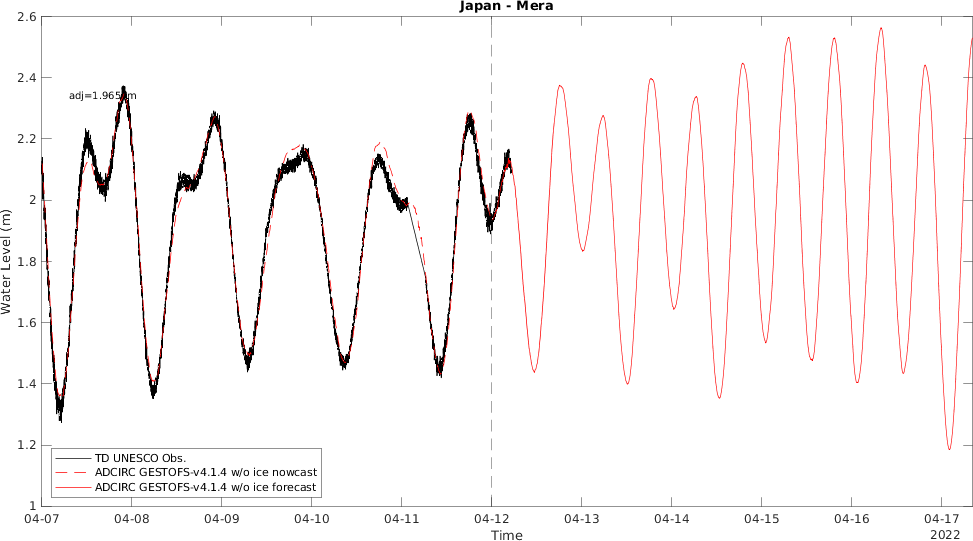 Japan - Mera
2.6
2.4
2.2
2
1.8
1.6
1.4
1.2
1
Water Level (m)
TD UNESCO Obs.
ADCIRC GESTOFS-v4.1.4 w/o ice nowcast
ADCIRC GESTOFS-v4.1.4 w/o ice forecast
04-07 04-08 04-09 04-10 04-11 04-12 04-13 04-14 04-15 04-16 04-17
Time
2022